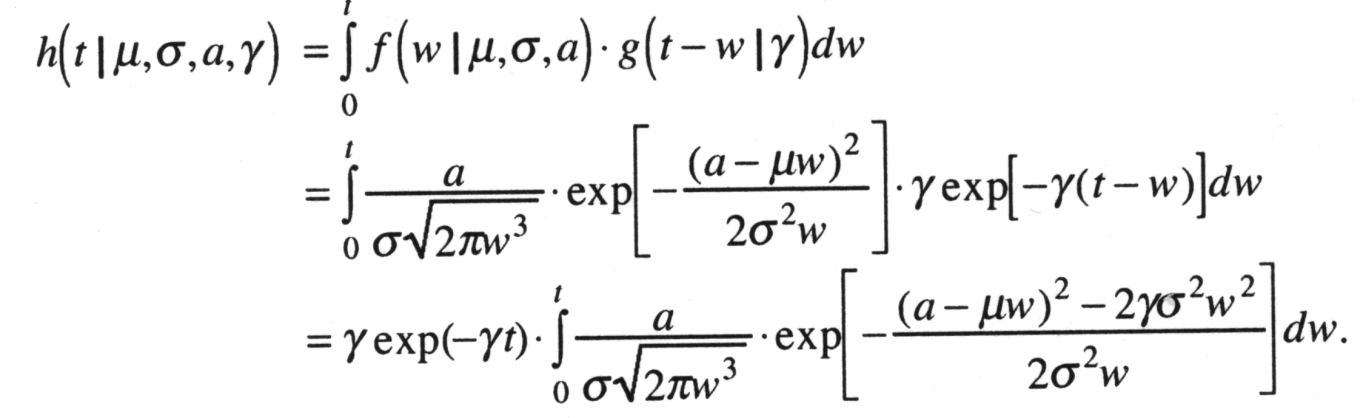 h(t|μ,σ,a,γ) = ∫₀ᵗ f(w|μ,σ,a)·g(t−w|γ)dw
= ∫₀ᵗ a/(σ√(2πw³)) · exp[−(a−μw)²/(2σ²w)] · γ exp[−γ(t−w)]dw
= γ exp(−γt)· ∫₀ᵗ a/(σ√(2πw³)) · exp[−((a−μw)²−2γσ²w²)/(2σ²w)] dw.